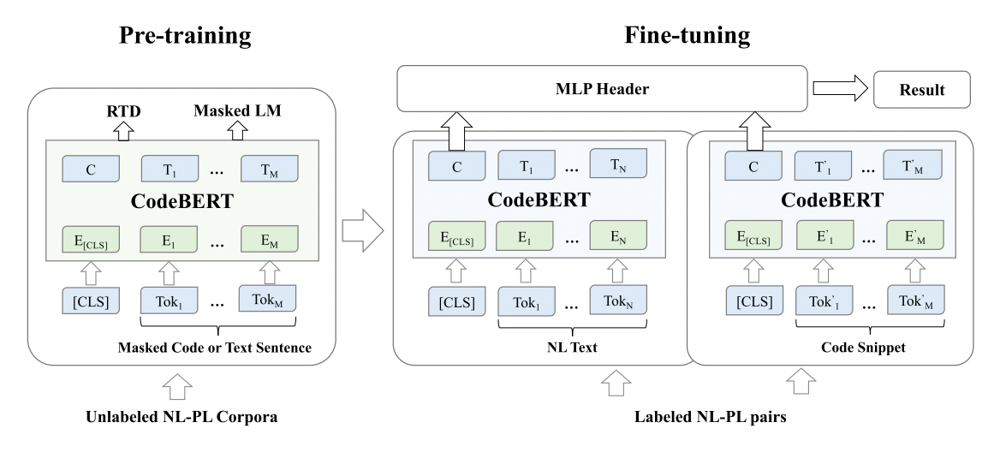 Pre-training
Fine-tuning
MLP Header
Result
RTD
Masked LM
C
T1
...
TM
CodeBERT
E[CLS]
E1
...
EM
[CLS]
Tok1
...
TokM
Masked Code or Text Sentence
Unlabeled NL-PL Corpora
C
T1
...
TN
CodeBERT
E[CLS]
E1
...
EN
[CLS]
Tok1
...
TokN
NL Text
C
T'1
...
T'M
CodeBERT
E[CLS]
E'1
...
E'M
[CLS]
Tok'1
...
Tok'M
Code Snippet
Labeled NL-PL pairs